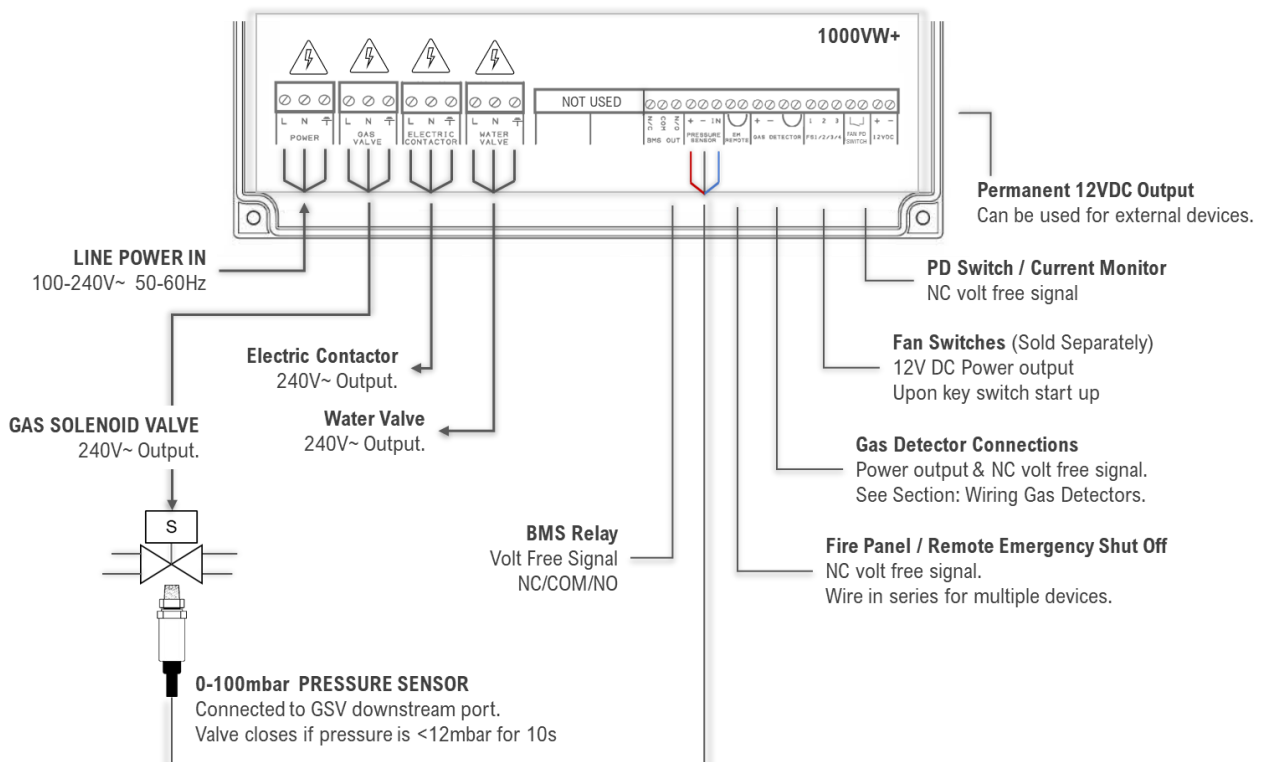 1000VW+
L N L N L N L N
POWER
GAS
VALVE
ELECTRIC
CONTACTOR
WATER
VALVE
NOT USED
N/C
COM
N/O
BMS OUT
+ - IN
PRESSURE
SENSOR
EM
REMOTE
+ -
GAS DETECTOR
1 2 3
FS1/2/3/4
FAN PD
SWITCH
+ -
12VDC
Permanent 12VDC Output
Can be used for external devices.
LINE POWER IN
100-240V~ 50-60Hz
PD Switch / Current Monitor
NC volt free signal
Electric Contactor
240V~ Output.
Fan Switches (Sold Separately)
12V DC Power output
Upon key switch start up
GAS SOLENOID VALVE
240V~ Output.
Water Valve
240V~ Output.
Gas Detector Connections
Power output & NC volt free signal.
See Section: Wiring Gas Detectors.
S
BMS Relay
Volt Free Signal
NC/COM/NO
Fire Panel / Remote Emergency Shut Off
NC volt free signal.
Wire in series for multiple devices.
0-100mbar PRESSURE SENSOR
Connected to GSV downstream port.
Valve closes if pressure is <12mbar for 10s